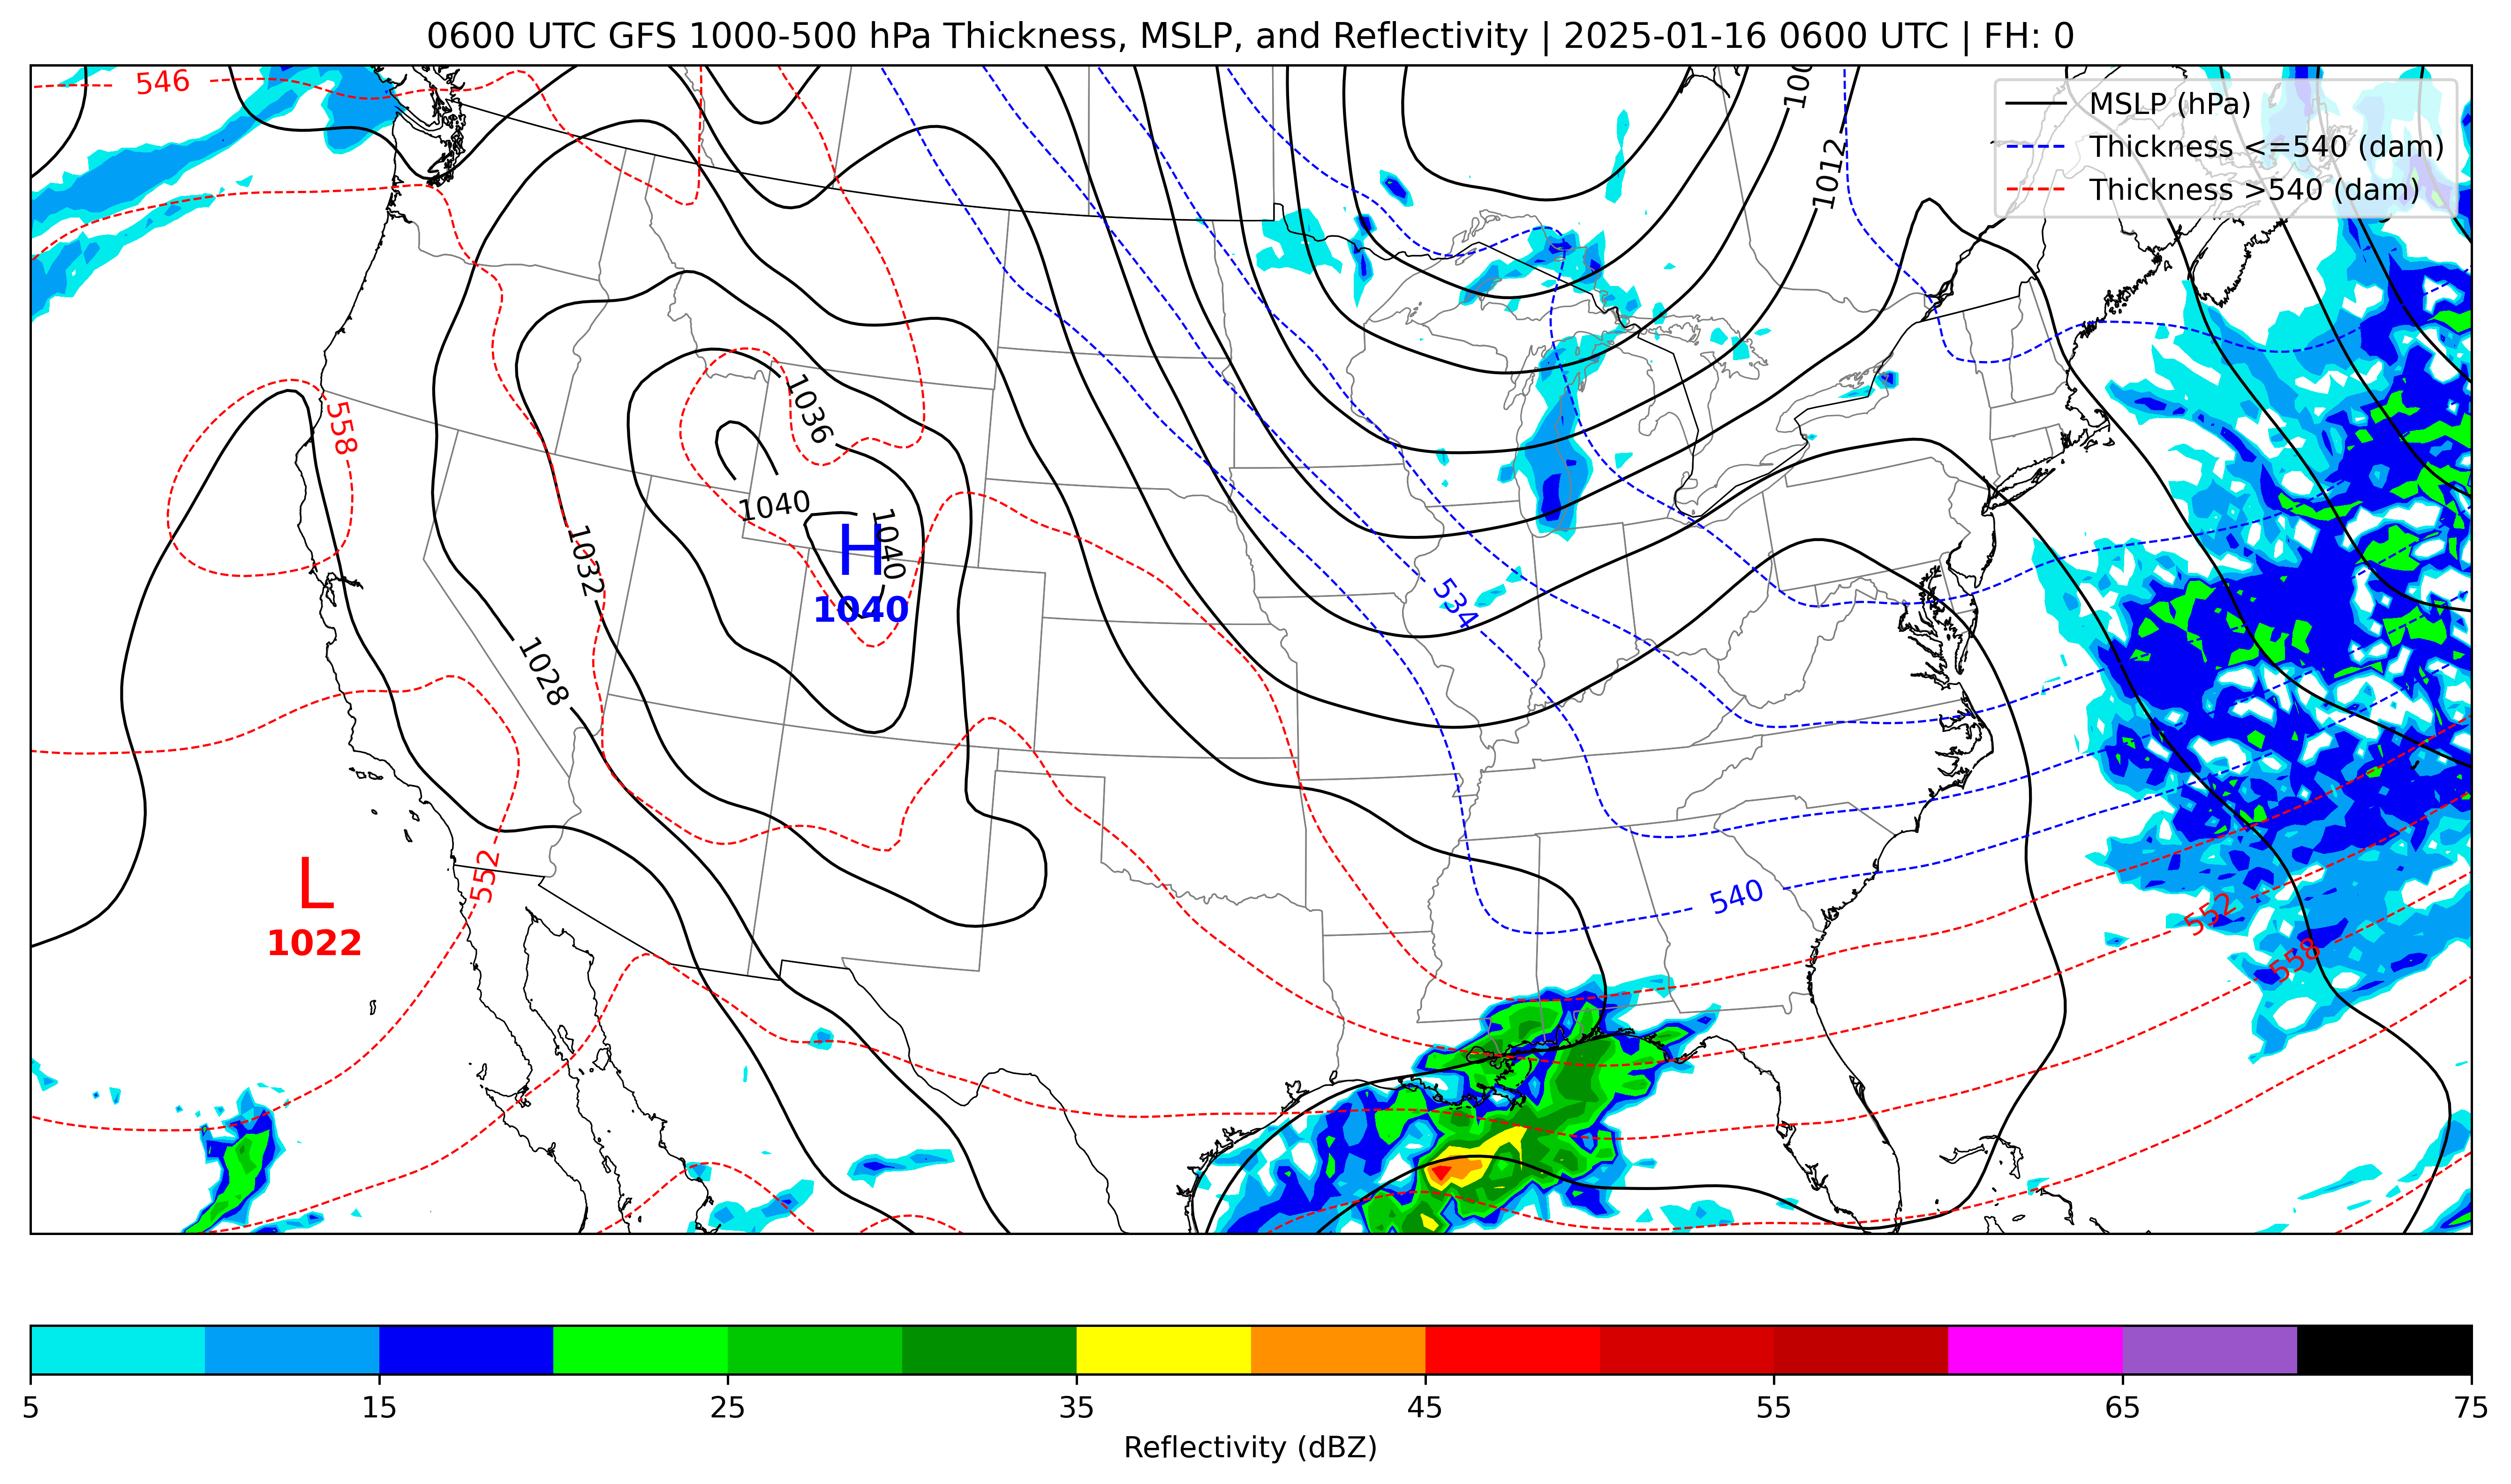 0600 UTC GFS 1000-500 hPa Thickness, MSLP, and Reflectivity | 2025-01-16 0600 UTC | FH: 0
546
MSLP (hPa)
Thickness <=540 (dam)
Thickness >540 (dam)
1012
558
1036
1040
1040
H
1040
1032
1028
534
L
1022
552
540
552
558
5 15 25 35 45 55 65 75
Reflectivity (dBZ)